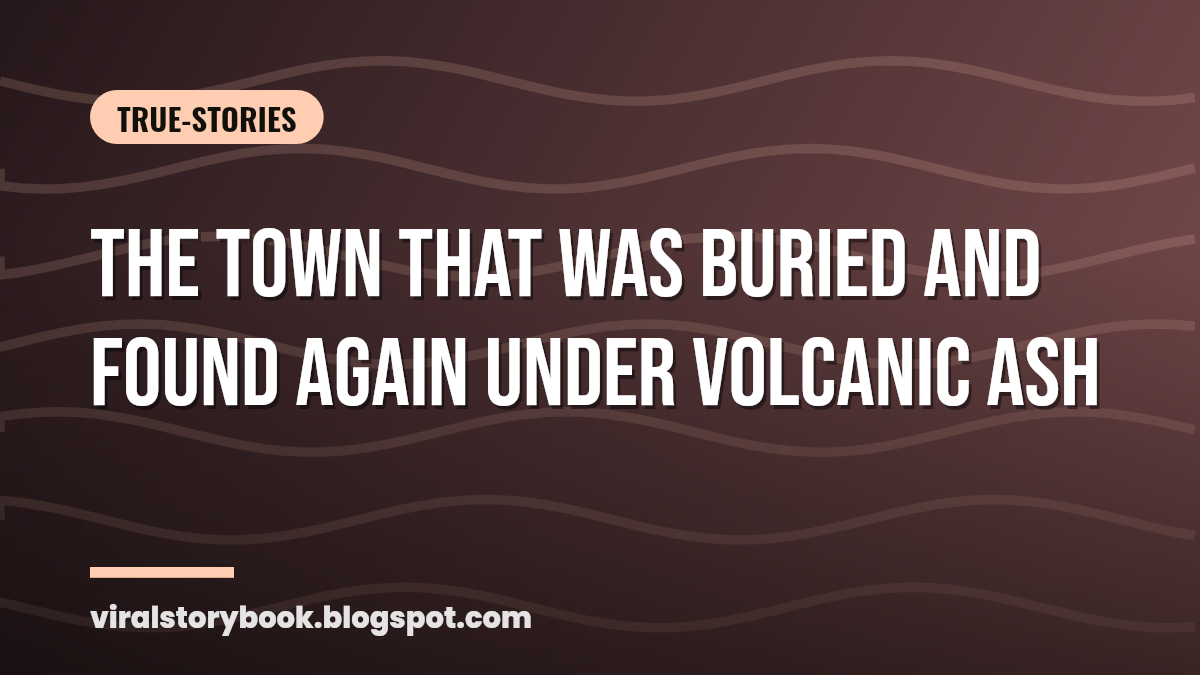 TRUE-STORIES
THE TOWN THAT WAS BURIED AND
FOUND AGAIN UNDER VOLCANIC ASH
viralstorybook.blogspot.com